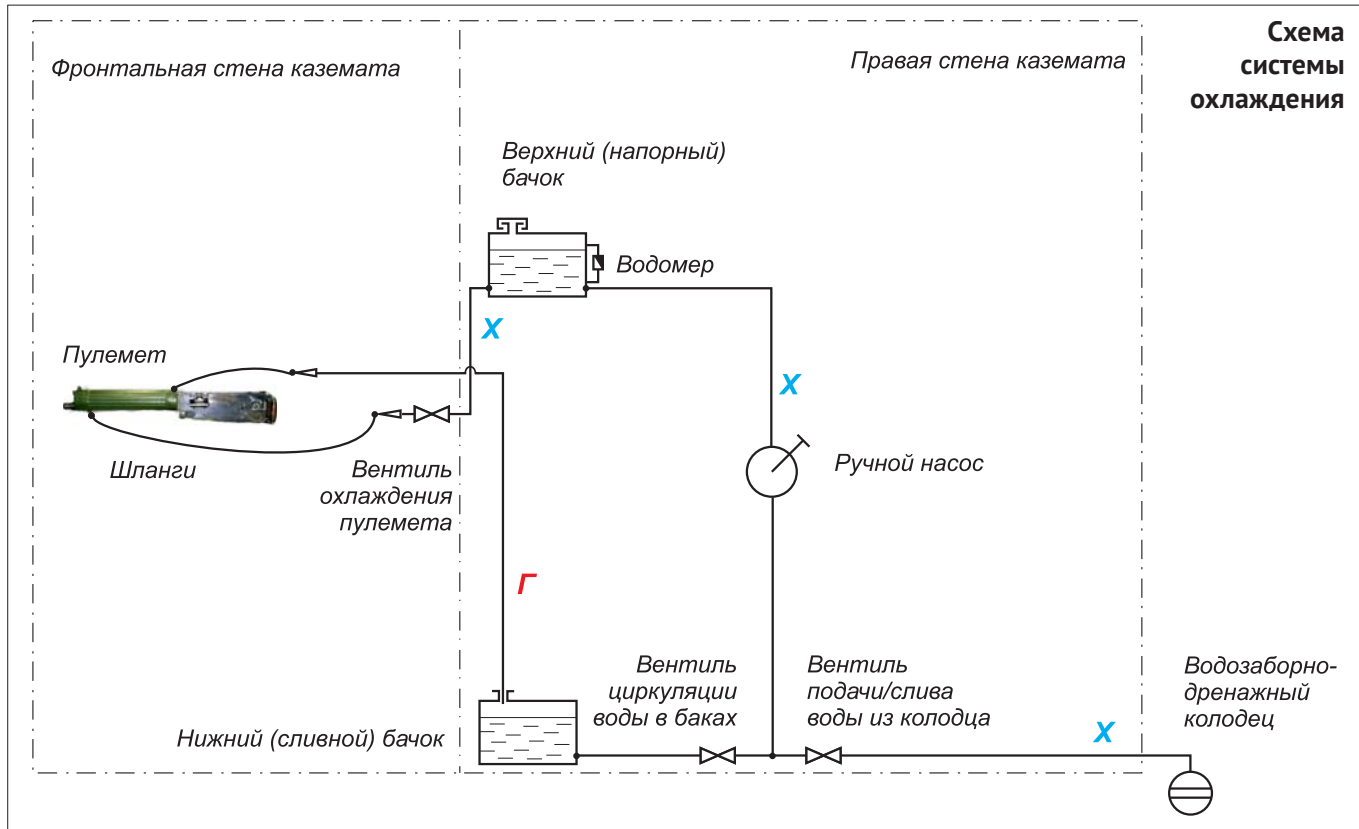 Схема
системы
охлаждения
Фронтальная стена каземата
Правая стена каземата
Верхний (напорный)
бачок
Водомер
Х
Пулемет
Х
Шланги
Вентиль
охлаждения
пулемета
Ручной насос
Г
Нижний (сливной) бачок
Вентиль
циркуляции
воды в баках
Вентиль
подачи/слива
воды из колодца
Х
Водозаборно-
дренажный
колодец